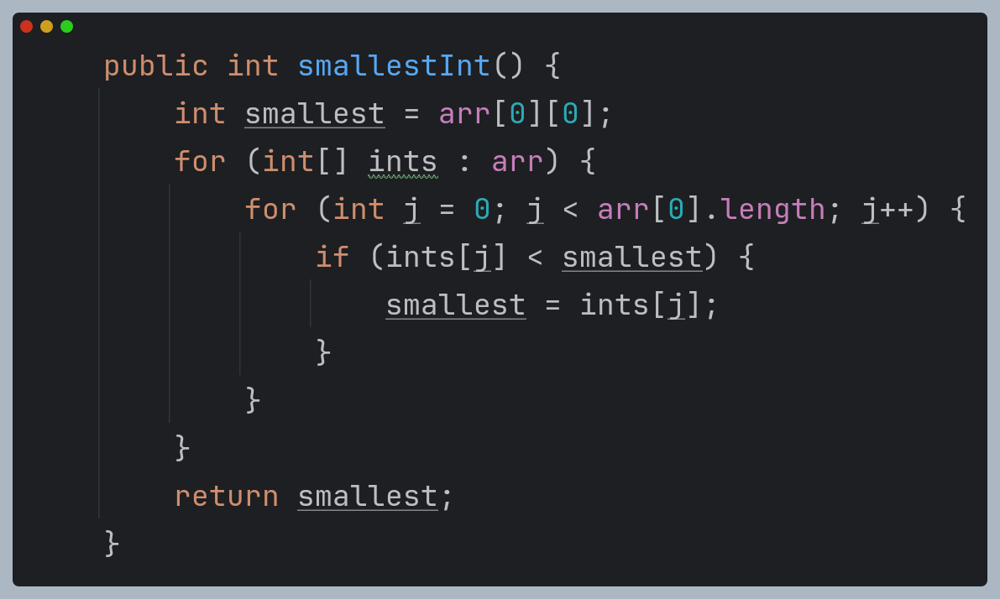 public int smallestInt() {
    int smallest = arr[0][0];
    for (int[] ints : arr) {
        for (int j = 0; j < arr[0].length; j++) {
            if (ints[j] < smallest) {
                smallest = ints[j];
            }
        }
    }
    return smallest;
}